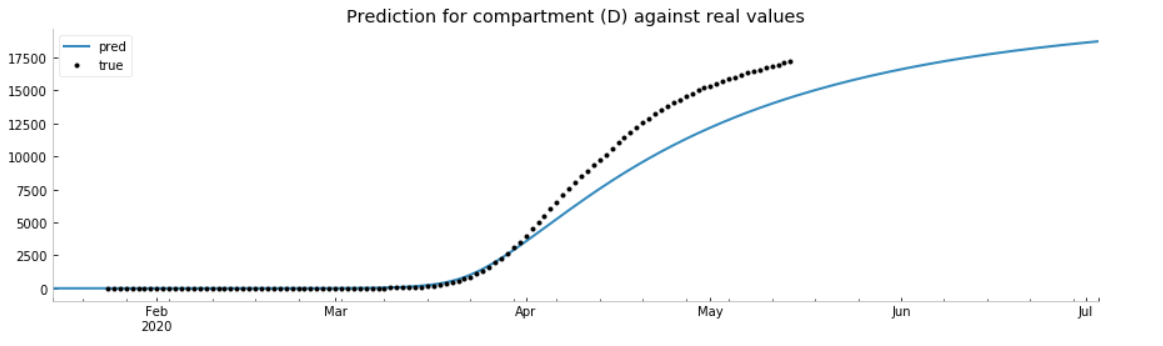 Prediction for compartment (D) against real values
pred
true
17500
15000
12500
10000
7500
5000
2500
0
Feb Mar Apr May Jun Jul
2020